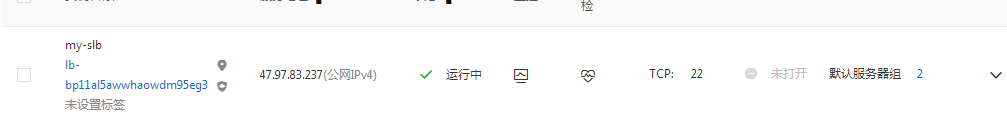 检
my-slb
lb-
bp11al5awwhaowdm95eg3
未设置标签
47.97.83.237(公网IPv4)
运行中
TCP: 22
未打开
默认服务器组 2